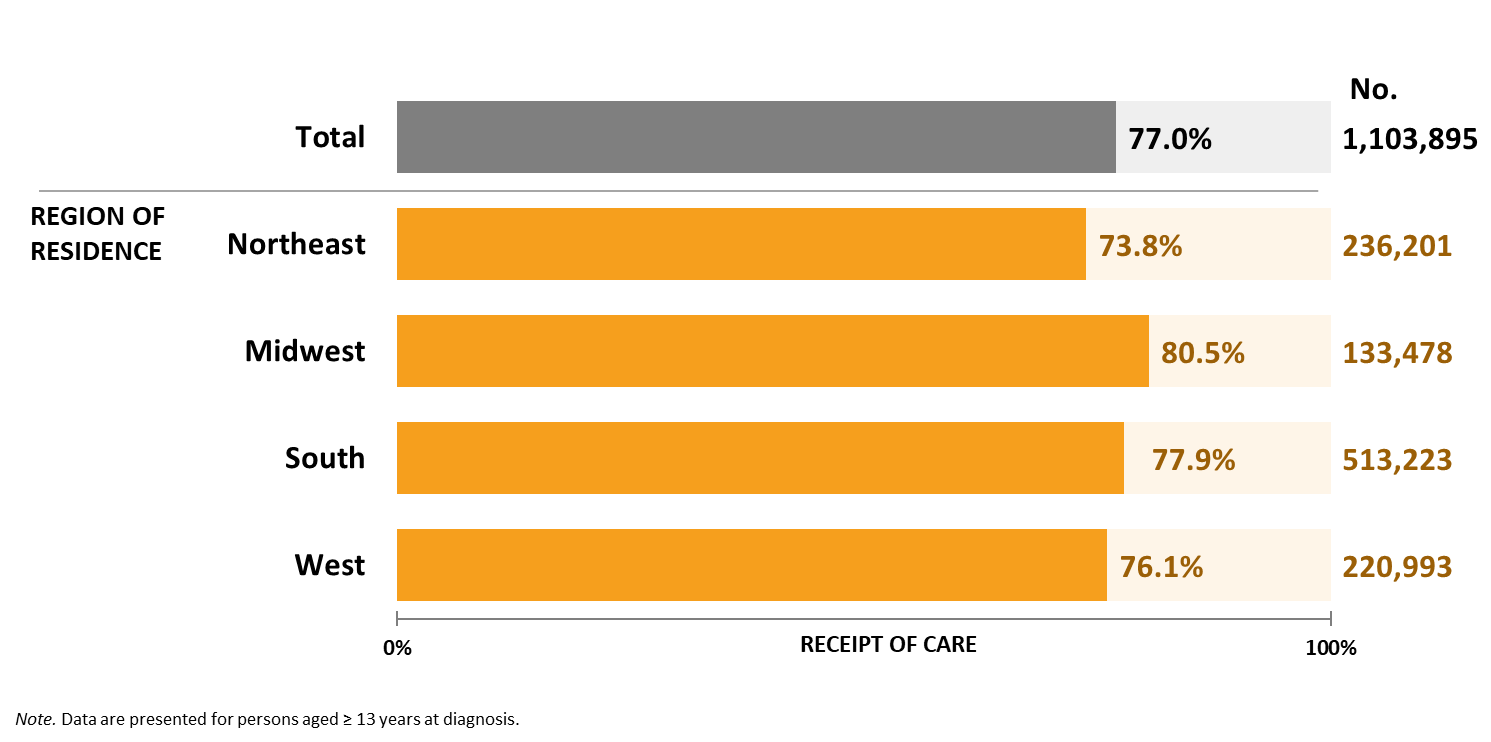 No.
Total 77.0% 1,103,895
REGION OF
RESIDENCE
Northeast 73.8% 236,201
Midwest 80.5% 133,478
South 77.9% 513,223
West 76.1% 220,993
0% RECEIPT OF CARE 100%
Note. Data are presented for persons aged ≥ 13 years at diagnosis.